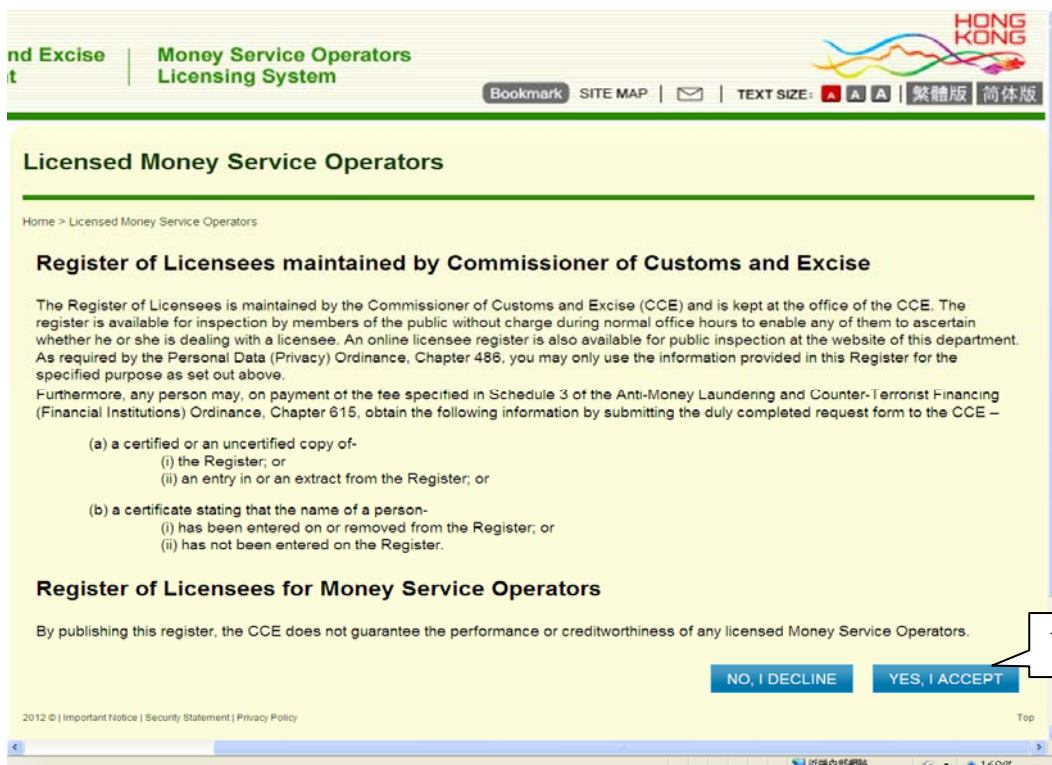 HONG
KONG
nd Excise | Money Service Operators
t | Licensing System
Bookmark SITE MAP | | TEXT SIZE: A A A | 繁體版 简体版
Licensed Money Service Operators
Home > Licensed Money Service Operators
Register of Licensees maintained by Commissioner of Customs and Excise
The Register of Licensees is maintained by the Commissioner of Customs and Excise (CCE) and is kept at the office of the CCE. The
register is available for inspection by members of the public without charge during normal office hours to enable any of them to ascertain
whether he or she is dealing with a licensee. An online licensee register is also available for public inspection at the website of this department.
As required by the Personal Data (Privacy) Ordinance, Chapter 486, you may only use the information provided in this Register for the
specified purpose as set out above.
Furthermore, any person may, on payment of the fee specified in Schedule 3 of the Anti-Money Laundering and Counter-Terrorist Financing
(Financial Institutions) Ordinance, Chapter 615, obtain the following information by submitting the duly completed request form to the CCE –
(a) a certified or an uncertified copy of-
(i) the Register; or
(ii) an entry in or an extract from the Register; or
(b) a certificate stating that the name of a person-
(i) has been entered on or removed from the Register; or
(ii) has not been entered on the Register.
Register of Licensees for Money Service Operators
By publishing this register, the CCE does not guarantee the performance or creditworthiness of any licensed Money Service Operators.
NO, I DECLINE YES, I ACCEPT
2012 © | Important Notice | Security Statement | Privacy Policy Top